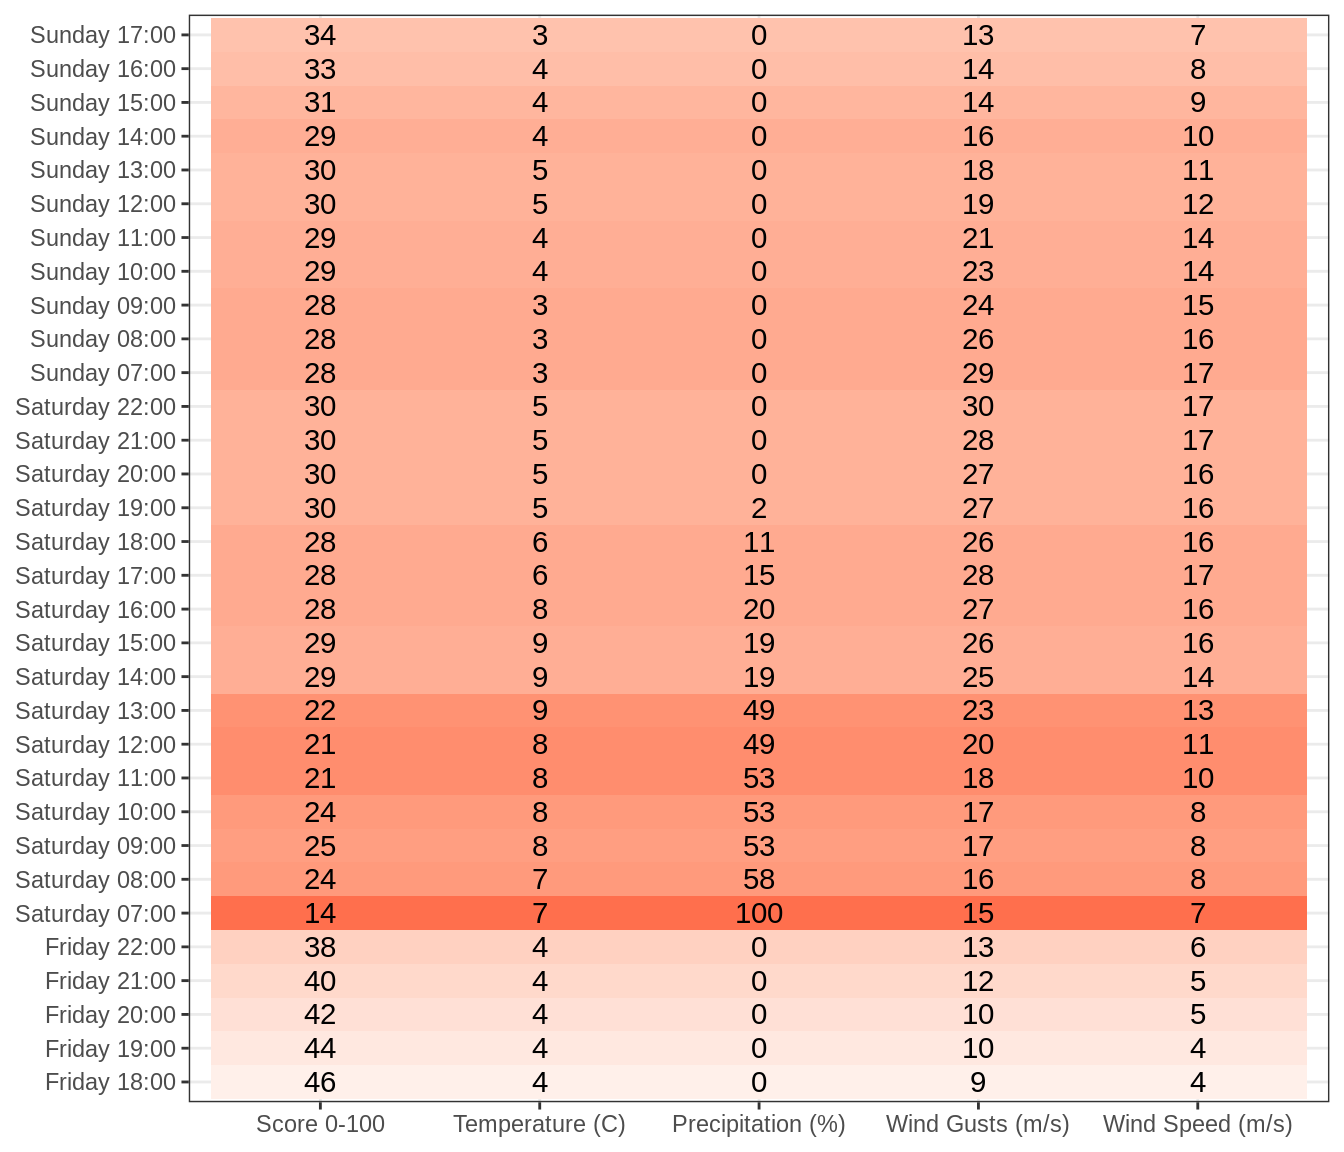 Sunday 17:00 34 3 0 13 7
Sunday 16:00 33 4 0 14 8
Sunday 15:00 31 4 0 14 9
Sunday 14:00 29 4 0 16 10
Sunday 13:00 30 5 0 18 11
Sunday 12:00 30 5 0 19 12
Sunday 11:00 29 4 0 21 14
Sunday 10:00 29 4 0 23 14
Sunday 09:00 28 3 0 24 15
Sunday 08:00 28 3 0 26 16
Sunday 07:00 28 3 0 29 17
Saturday 22:00 30 5 0 30 17
Saturday 21:00 30 5 0 28 17
Saturday 20:00 30 5 0 27 16
Saturday 19:00 30 5 2 27 16
Saturday 18:00 28 6 11 26 16
Saturday 17:00 28 6 15 28 17
Saturday 16:00 28 8 20 27 16
Saturday 15:00 29 9 19 26 16
Saturday 14:00 29 9 19 25 14
Saturday 13:00 22 9 49 23 13
Saturday 12:00 21 8 49 20 11
Saturday 11:00 21 8 53 18 10
Saturday 10:00 24 8 53 17 8
Saturday 09:00 25 8 53 17 8
Saturday 08:00 24 7 58 16 8
Saturday 07:00 14 7 100 15 7
Friday 22:00 38 4 0 13 6
Friday 21:00 40 4 0 12 5
Friday 20:00 42 4 0 10 5
Friday 19:00 44 4 0 10 4
Friday 18:00 46 4 0 9 4
Score 0-100 Temperature (C) Precipitation (%) Wind Gusts (m/s) Wind Speed (m/s)